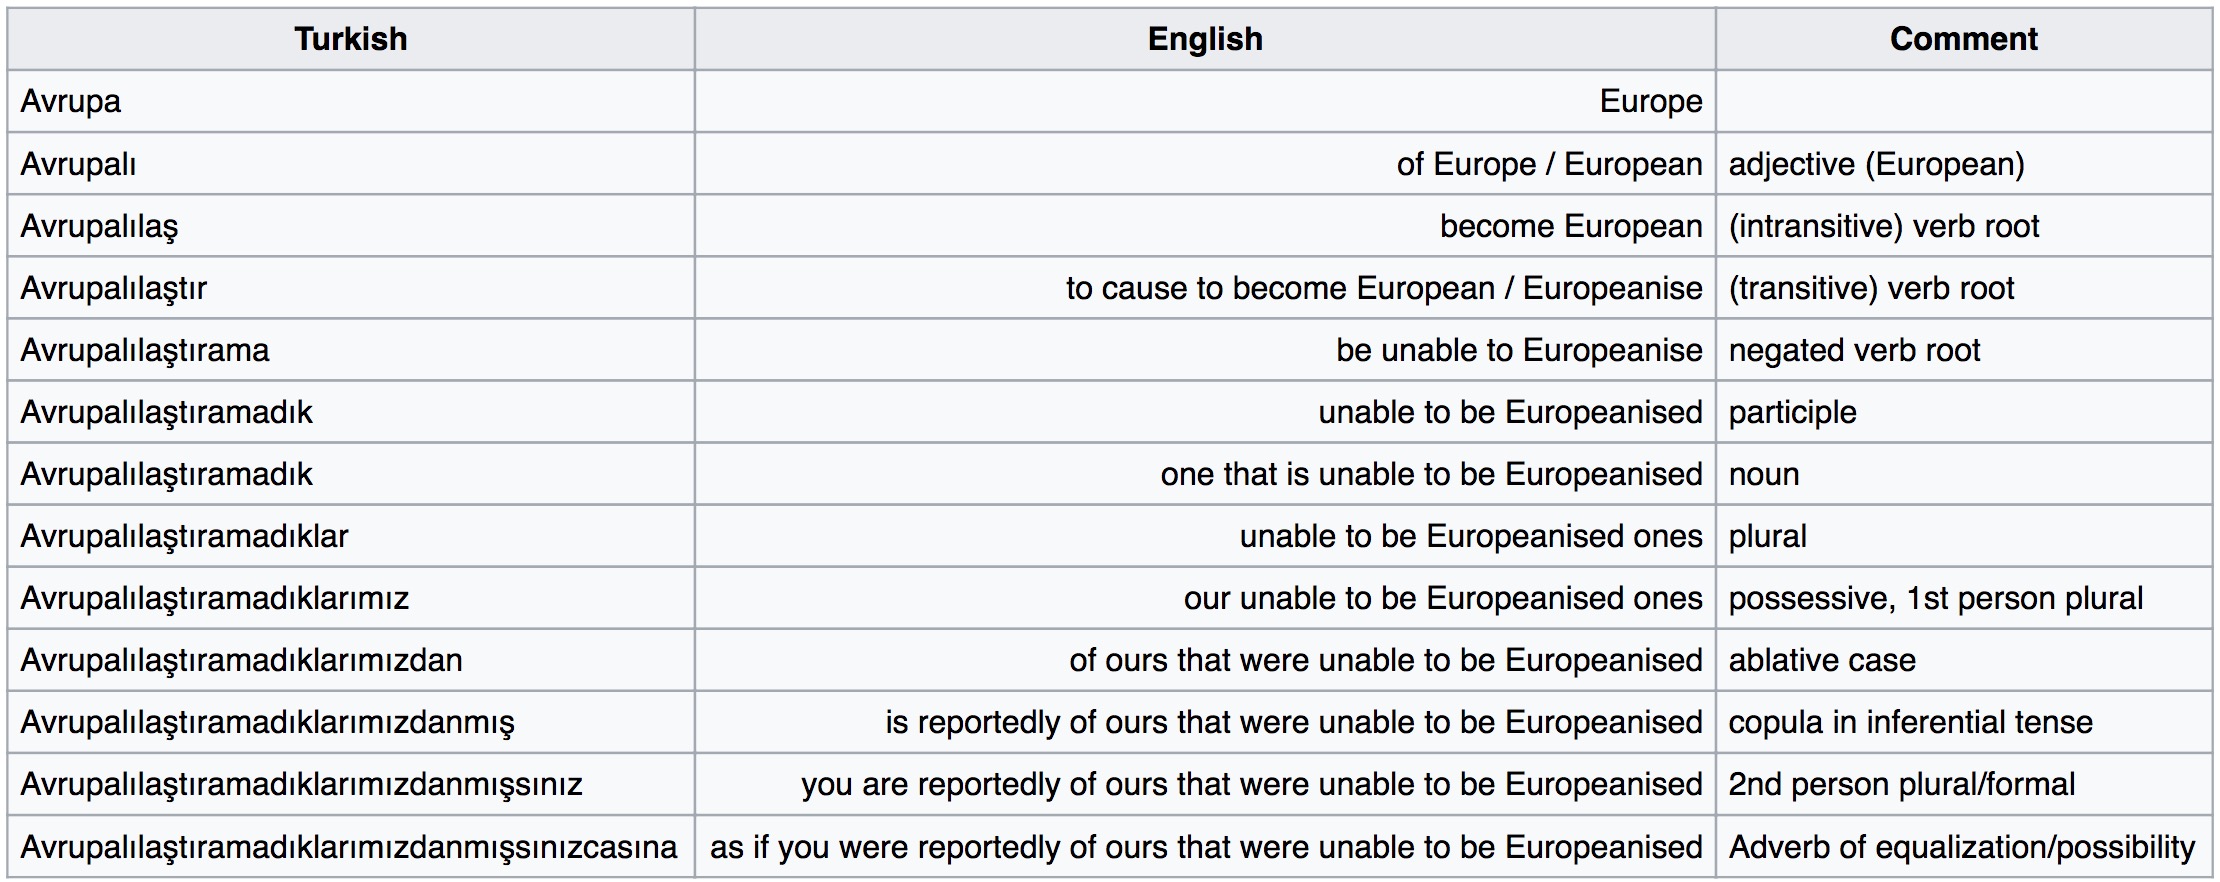 Turkish English Comment
Avrupa Europe
Avrupalı of Europe / European adjective (European)
Avrupalılaş become European (intransitive) verb root
Avrupalılaştır to cause to become European / Europeanise (transitive) verb root
Avrupalılaştırama be unable to Europeanise negated verb root
Avrupalılaştıramadık unable to be Europeanised participle
Avrupalılaştıramadık one that is unable to be Europeanised noun
Avrupalılaştıramadıklar unable to be Europeanised ones plural
Avrupalılaştıramadıklarımız our unable to be Europeanised ones possessive, 1st person plural
Avrupalılaştıramadıklarımızdan of ours that were unable to be Europeanised ablative case
Avrupalılaştıramadıklarımızdanmış is reportedly of ours that were unable to be Europeanised copula in inferential tense
Avrupalılaştıramadıklarımızdanmışsınız you are reportedly of ours that were unable to be Europeanised 2nd person plural/formal
Avrupalılaştıramadıklarımızdanmışsınızcasına as if you were reportedly of ours that were unable to be Europeanised Adverb of equalization/possibility